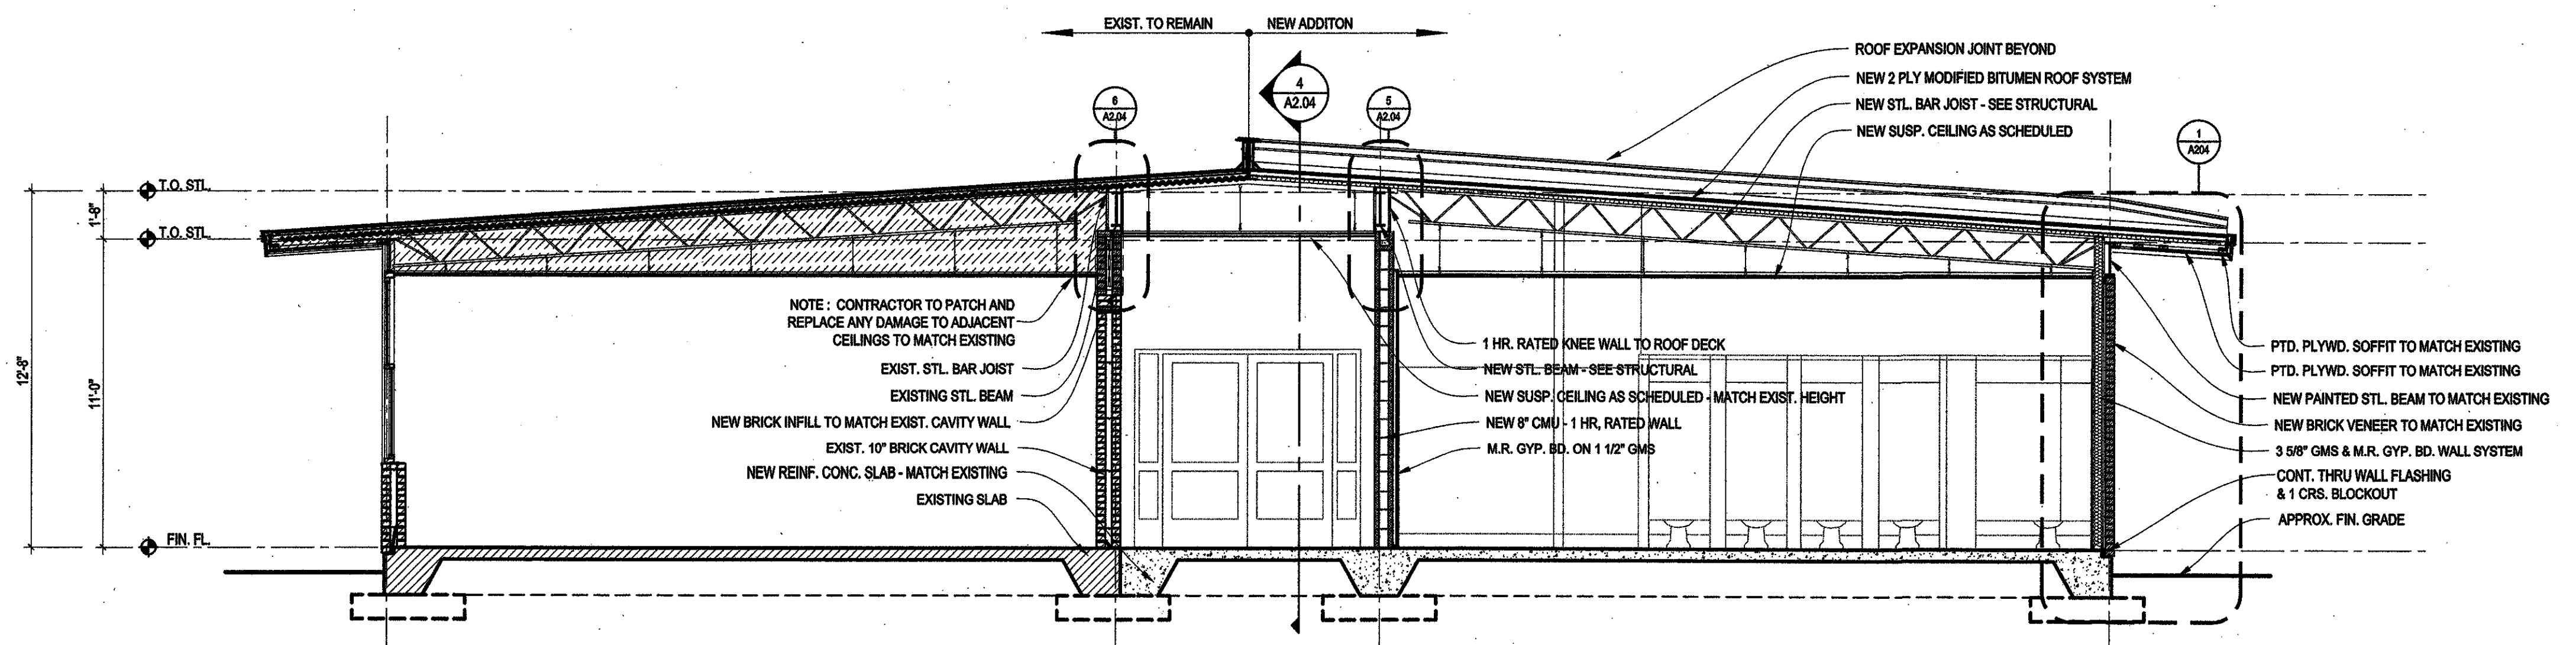 EXIST. TO REMAIN
NEW ADDITON
4
A2.04
6
A2.04
5
A2.04
1
A204
ROOF EXPANSION JOINT BEYOND
NEW 2 PLY MODIFIED BITUMEN ROOF SYSTEM
NEW STL. BAR JOIST - SEE STRUCTURAL
NEW SUSP. CEILING AS SCHEDULED
T.O. STL.
1'-8"
T.O. STL.
12'-8"
11'-0"
FIN. FL.
NOTE : CONTRACTOR TO PATCH AND
REPLACE ANY DAMAGE TO ADJACENT
CEILINGS TO MATCH EXISTING
EXIST. STL. BAR JOIST
EXISTING STL. BEAM
NEW BRICK INFILL TO MATCH EXIST. CAVITY WALL
EXIST. 10" BRICK CAVITY WALL
NEW REINF. CONC. SLAB - MATCH EXISTING
EXISTING SLAB
1 HR. RATED KNEE WALL TO ROOF DECK
NEW STL. BEAM - SEE STRUCTURAL
NEW SUSP. CEILING AS SCHEDULED - MATCH EXIST. HEIGHT
NEW 8" CMU - 1 HR, RATED WALL
M.R. GYP. BD. ON 1 1/2" GMS
PTD. PLYWD. SOFFIT TO MATCH EXISTING
PTD. PLYWD. SOFFIT TO MATCH EXISTING
NEW PAINTED STL. BEAM TO MATCH EXISTING
NEW BRICK VENEER TO MATCH EXISTING
3 5/8" GMS & M.R. GYP. BD. WALL SYSTEM
CONT. THRU WALL FLASHING
& 1 CRS. BLOCKOUT
APPROX. FIN. GRADE